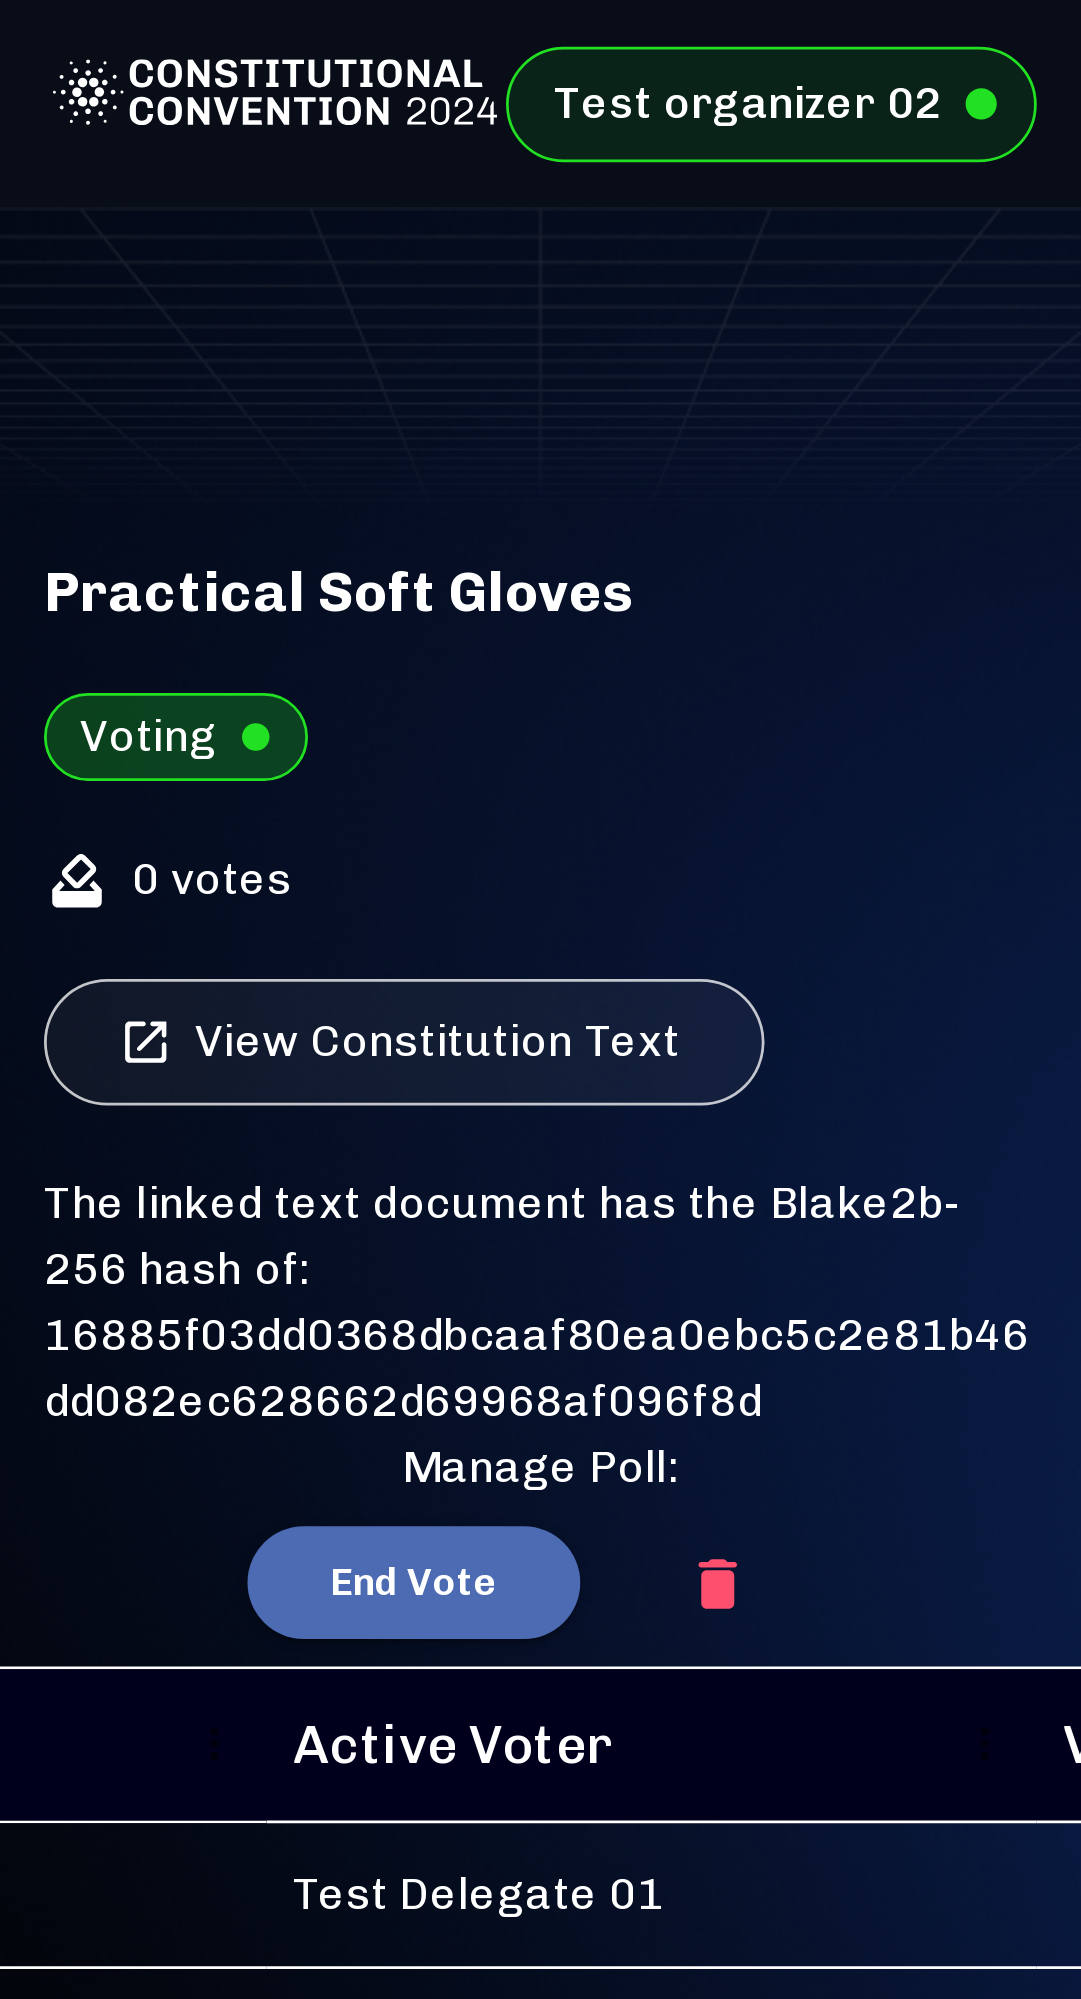 CONSTITUTIONAL
CONVENTION 2024
Test organizer 02
Practical Soft Gloves
Voting
0 votes
View Constitution Text
The linked text document has the Blake2b-
256 hash of:
16885f03dd0368dbcaaf80ea0ebc5c2e81b46
dd082ec628662d69968af096f8d
Manage Poll:
End Vote
Active Voter
Test Delegate 01